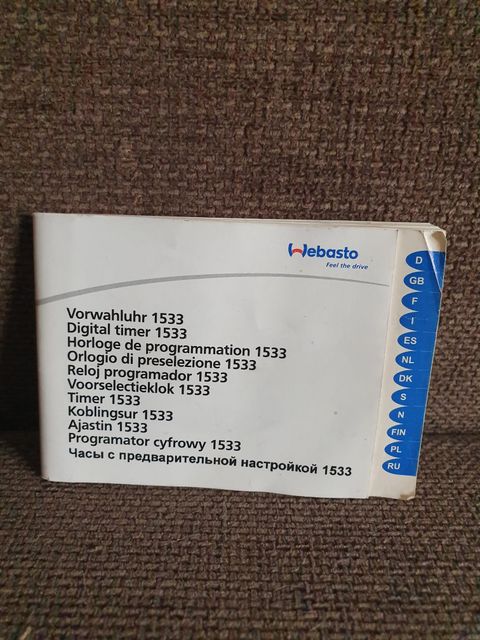 Webasto
Feel the drive
Vorwahluhr 1533
Digital timer 1533
Horloge de programmation 1533
Orlogio di preselezione 1533
Reloj programador 1533
Voorselectieklok 1533
Timer 1533
Koblingsur 1533
Ajastin 1533
Programator cyfrowy 1533
Часы с предварительной настройкой 1533
D
GB
F
I
ES
NL
DK
S
N
FIN
PL
RU